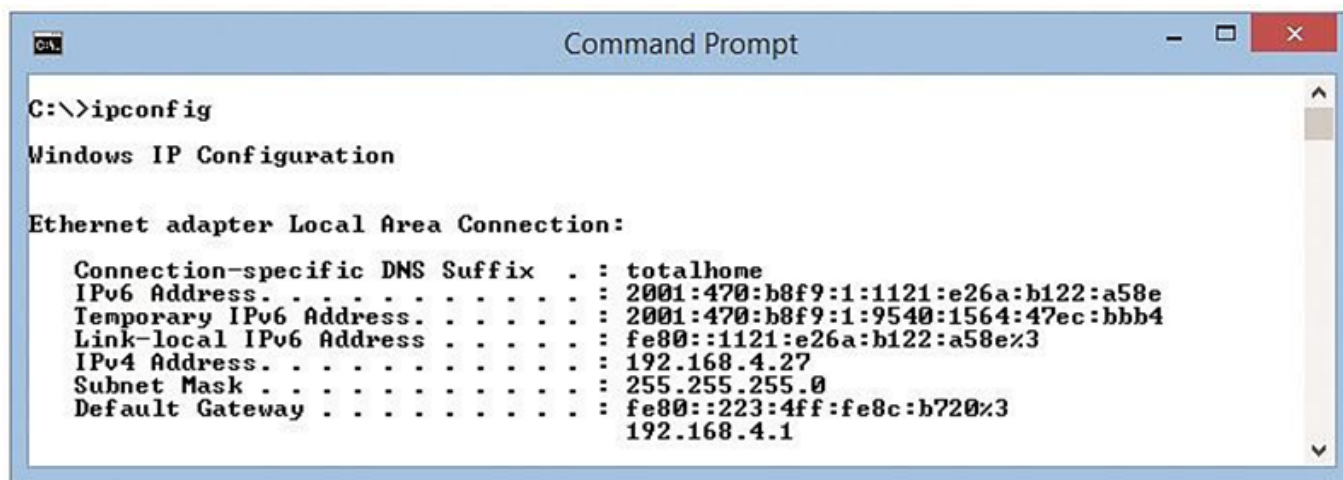 Command Prompt
C:\>ipconfig
Windows IP Configuration
Ethernet adapter Local Area Connection:
Connection-specific DNS Suffix . : totalhome
IPv6 Address. . . . . . . . . . . : 2001:470:b8f9:1:1121:e26a:b122:a58e
Temporary IPv6 Address. . . . . . : 2001:470:b8f9:1:9540:1564:47ec:bbb4
Link-local IPv6 Address . . . . . : fe80::1121:e26a:b122:a58e%3
IPv4 Address. . . . . . . . . . . : 192.168.4.27
Subnet Mask . . . . . . . . . . . : 255.255.255.0
Default Gateway . . . . . . . . . : fe80::223:4ff:fe8c:b720%3
192.168.4.1